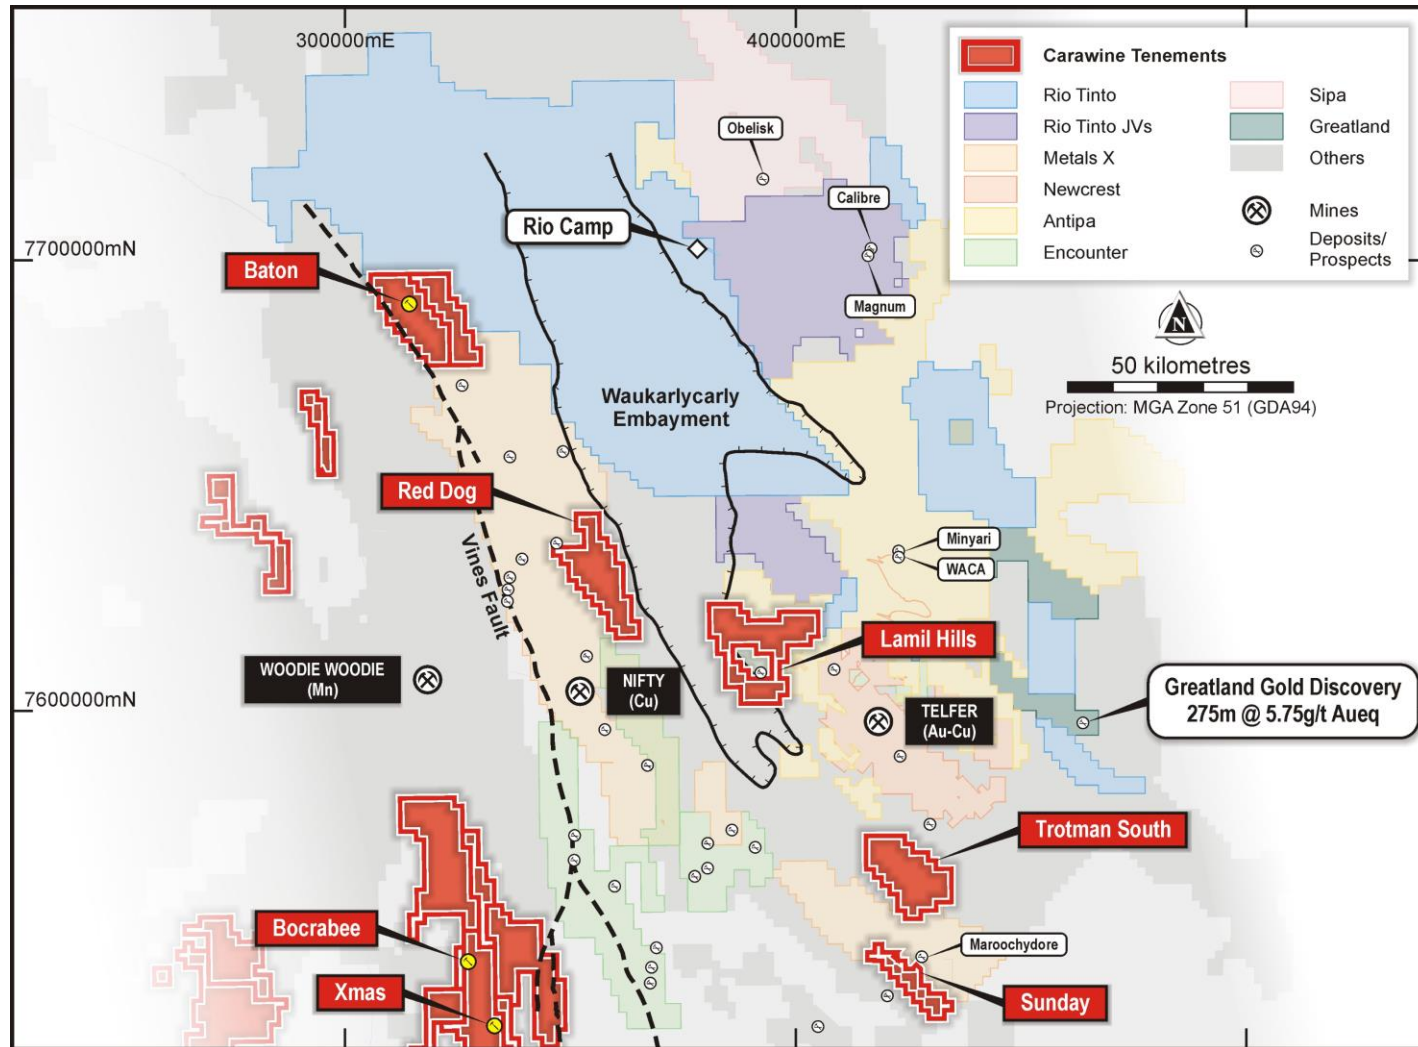 300000mE
400000mE
7700000mN
7600000mN
Carawine Tenements
Rio Tinto
Rio Tinto JVs
Metals X
Newcrest
Antipa
Encounter
Sipa
Greatland
Others
Mines
Deposits/
Prospects
N
50 kilometres
Projection: MGA Zone 51 (GDA94)
Obelisk
Calibre
Rio Camp
Magnum
Baton
Waukarlycarly
Embayment
Red Dog
Vines Fault
Minyari
WACA
Lamil Hills
WOODIE WOODIE
(Mn)
NIFTY
(Cu)
TELFER
(Au-Cu)
Greatland Gold Discovery
275m @ 5.75g/t Aueq
Trotman South
Bocrabee
Maroochydore
Xmas
Sunday